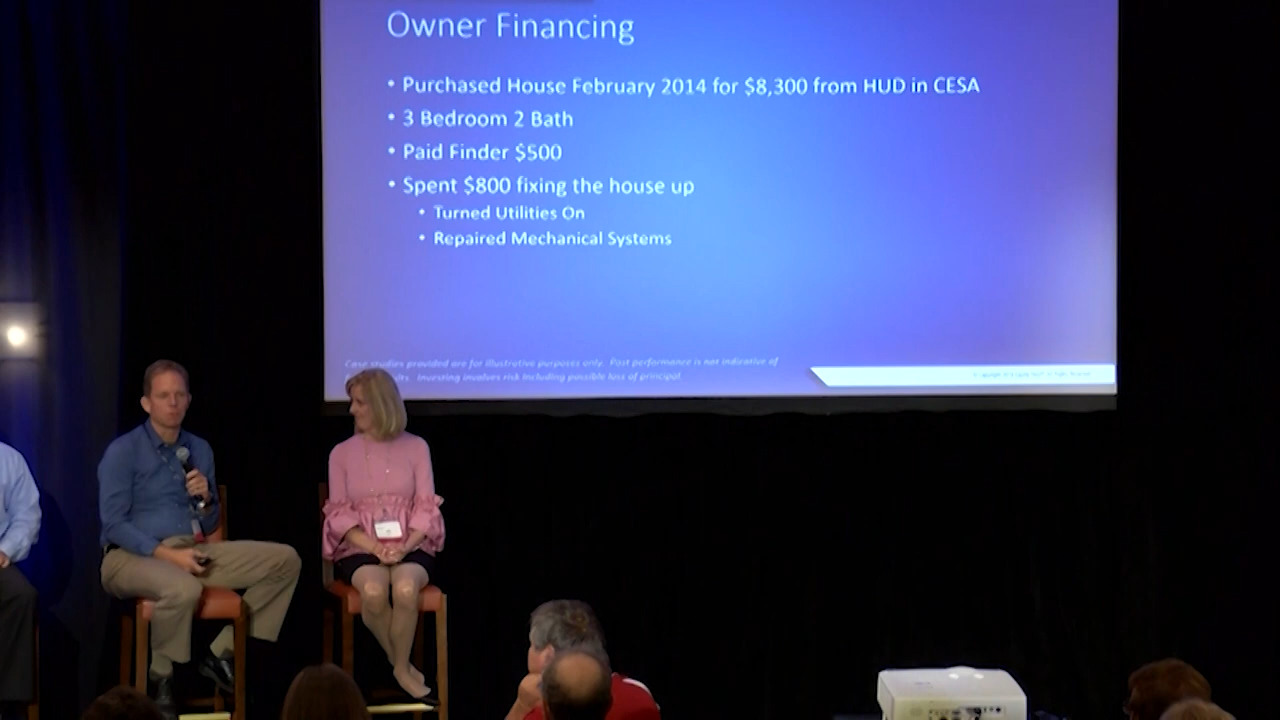 Owner Financing
• Purchased House February 2014 for $8,300 from HUD in CESA
• 3 Bedroom 2 Bath
• Paid Finder $500
• Spent $800 fixing the house up
• Turned Utilities On
• Repaired Mechanical Systems
Case studies provided are for illustrative purposes only. Past performance is not indicative of
Investing involves risk including possible loss of principal.